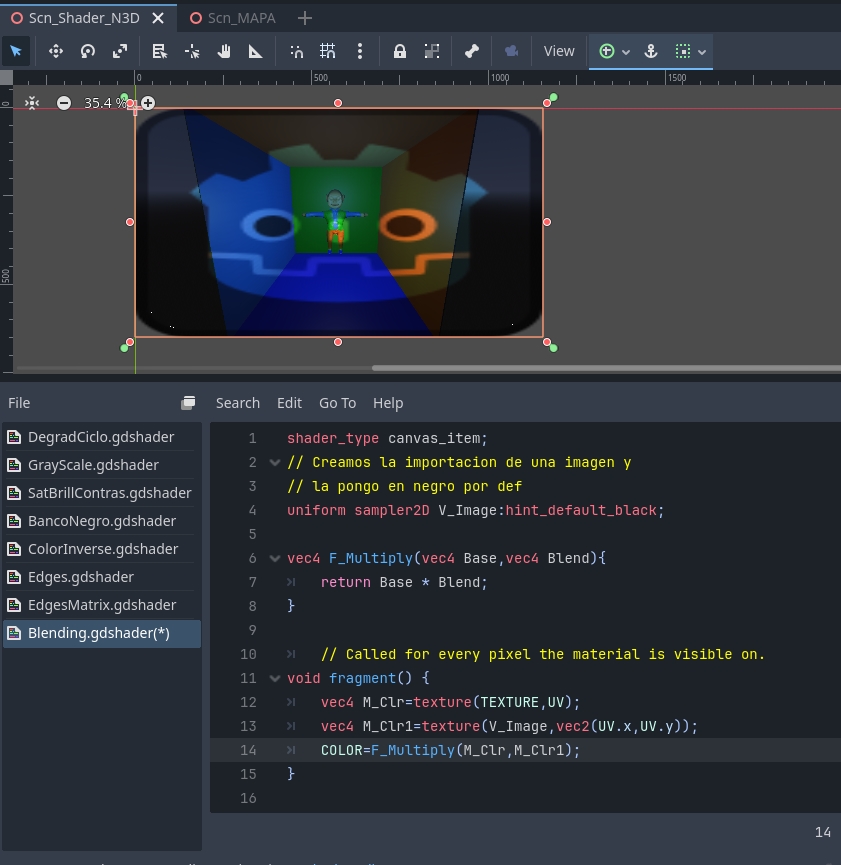 Scn_Shader_N3D
Scn_MAPA
View
0
500
1000
1500
0
500
35.4 %
File
Search Edit Go To Help
DegradCiclo.gdshader
GrayScale.gdshader
SatBrillContras.gdshader
BancoNegro.gdshader
ColorInverse.gdshader
Edges.gdshader
EdgesMatrix.gdshader
Blending.gdshader(*)
1 shader_type canvas_item;
2 // Creamos la importacion de una imagen y
3 // la pongo en negro por def
4 uniform sampler2D V_Image:hint_default_black;
5
6 vec4 F_Multiply(vec4 Base,vec4 Blend){
7 return Base * Blend;
8 }
9
10 // Called for every pixel the material is visible on.
11 void fragment() {
12 vec4 M_Clr=texture(TEXTURE,UV);
13 vec4 M_Clr1=texture(V_Image,vec2(UV.x,UV.y));
14 COLOR=F_Multiply(M_Clr,M_Clr1);
15 }
16
14